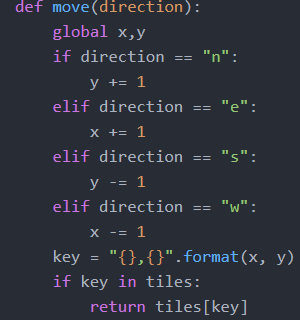 def move(direction):
    global x,y
    if direction == "n":
        y += 1
    elif direction == "e":
        x += 1
    elif direction == "s":
        y -= 1
    elif direction == "w":
        x -= 1
    key = "{},{}".format(x, y)
    if key in tiles:
        return tiles[key]